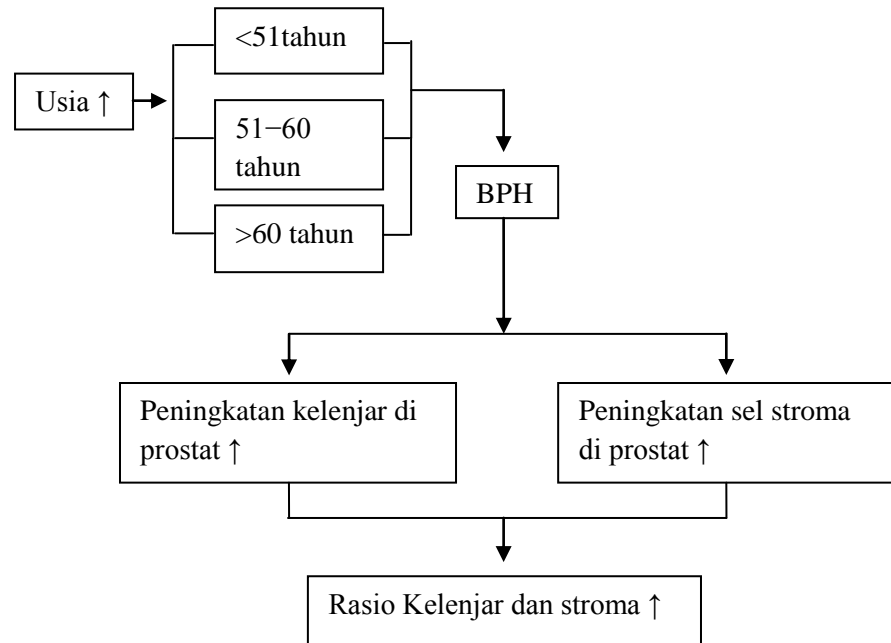 Usia ↑
<51tahun
51−60
tahun
>60 tahun
BPH
Peningkatan kelenjar di
prostat ↑
Peningkatan sel stroma
di prostat ↑
Rasio Kelenjar dan stroma ↑